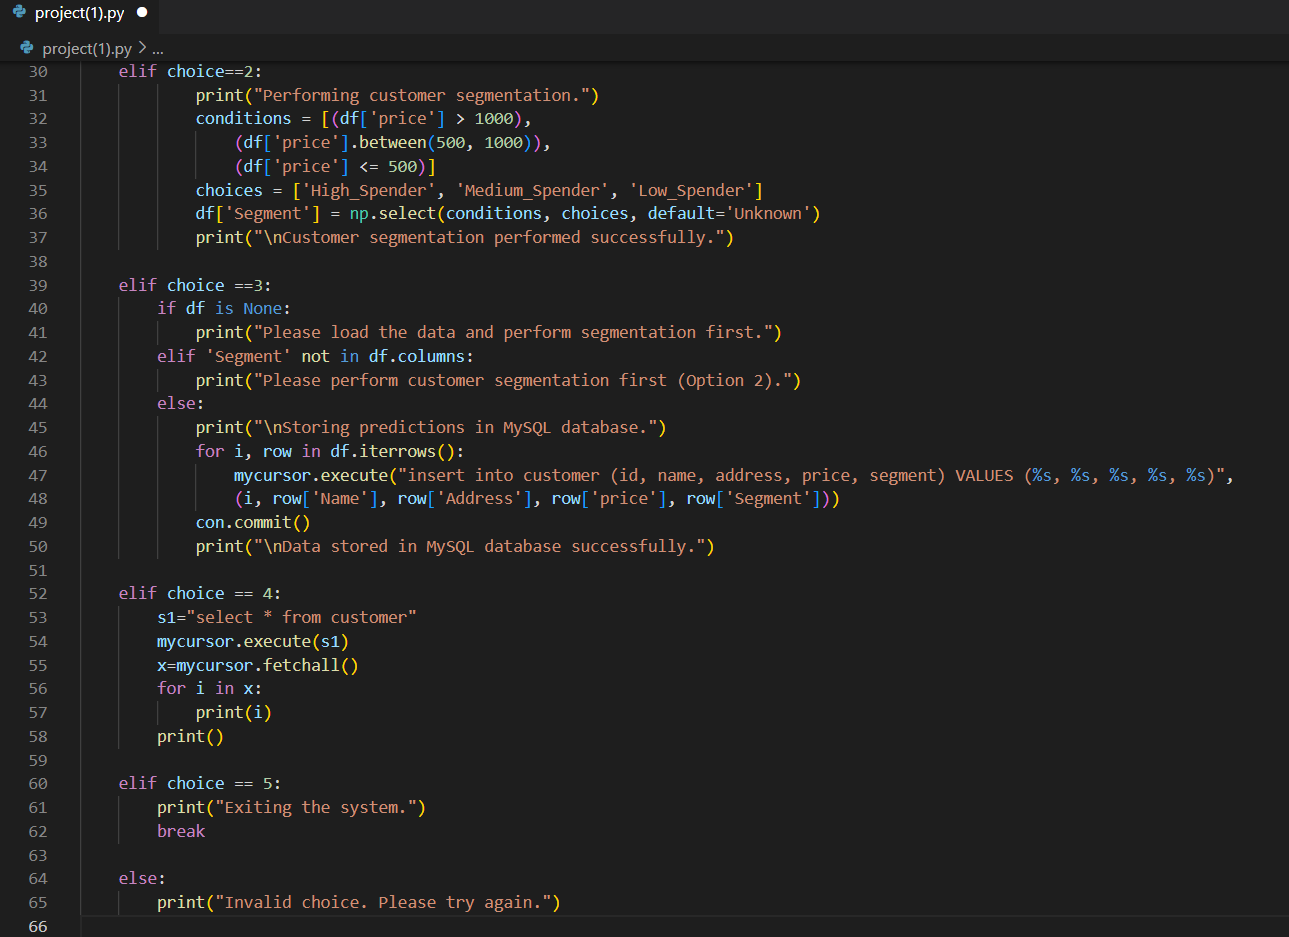 project(1).py
project(1).py > ...
30 elif choice==2:
31 print("Performing customer segmentation.")
32 conditions = [(df['price'] > 1000),
33 (df['price'].between(500, 1000)),
34 (df['price'] <= 500)]
35 choices = ['High_Spender', 'Medium_Spender', 'Low_Spender']
36 df['Segment'] = np.select(conditions, choices, default='Unknown')
37 print("\nCustomer segmentation performed successfully.")
38
39 elif choice ==3:
40 if df is None:
41 print("Please load the data and perform segmentation first.")
42 elif 'Segment' not in df.columns:
43 print("Please perform customer segmentation first (Option 2).")
44 else:
45 print("\nStoring predictions in MySQL database.")
46 for i, row in df.iterrows():
47 mycursor.execute("insert into customer (id, name, address, price, segment) VALUES (%s, %s, %s, %s, %s)",
48 (i, row['Name'], row['Address'], row['price'], row['Segment']))
49 con.commit()
50 print("\nData stored in MySQL database successfully.")
51
52 elif choice == 4:
53 s1="select * from customer"
54 mycursor.execute(s1)
55 x=mycursor.fetchall()
56 for i in x:
57 print(i)
58 print()
59
60 elif choice == 5:
61 print("Exiting the system.")
62 break
63
64 else:
65 print("Invalid choice. Please try again.")
66